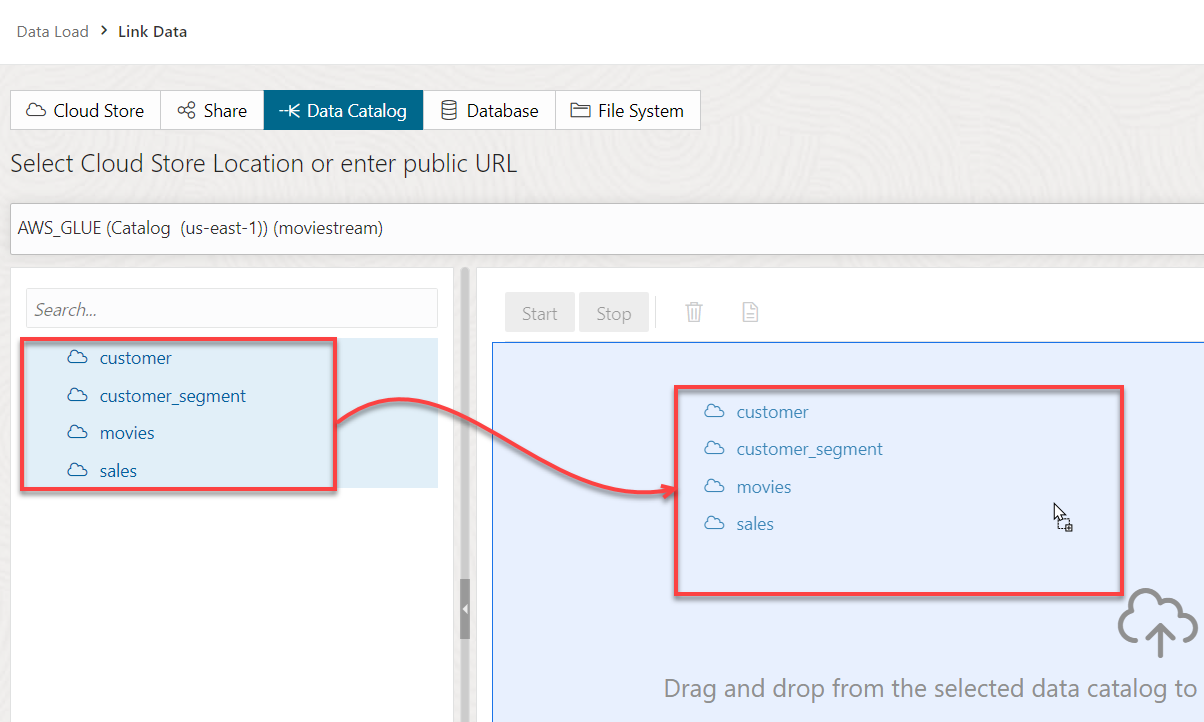 Data Load > Link Data
Cloud Store Share Data Catalog Database File System
Select Cloud Store Location or enter public URL
AWS_GLUE (Catalog (us-east-1)) (moviestream)
Search...
customer
customer_segment
movies
sales
Start Stop
customer
customer_segment
movies
sales
Drag and drop from the selected data catalog to